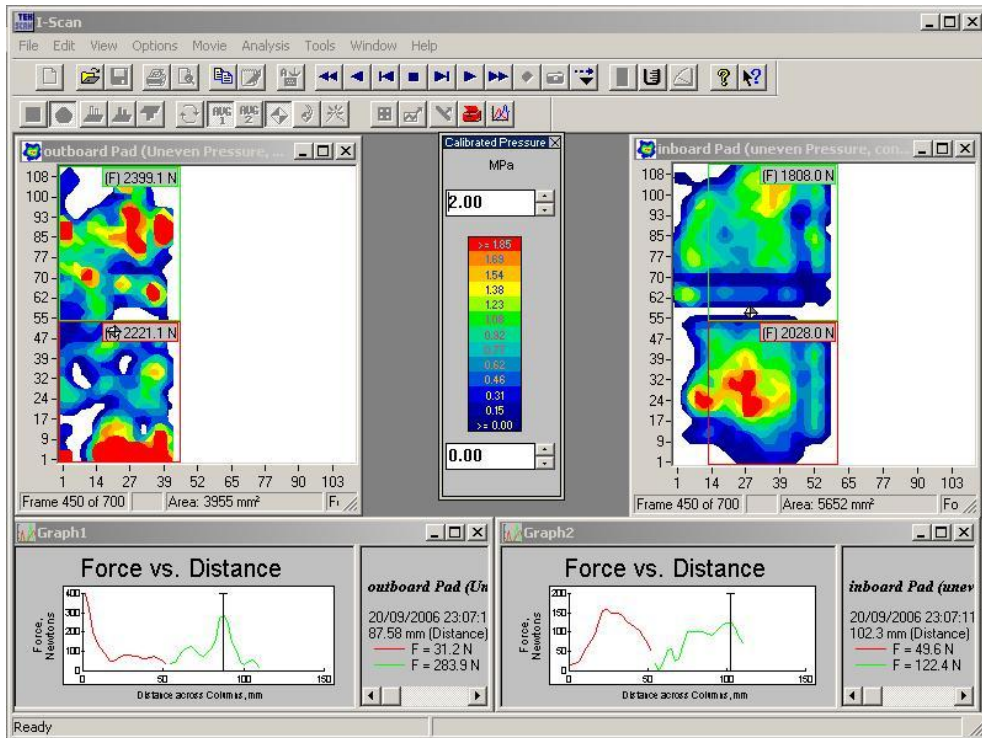 TEK SCAN I-Scan
File Edit View Options Movie Analysis Tools Window Help
AVG 1 AVG 2
outboard Pad (Uneven Pressure, ...
108
100
93
85
77
70
62
55
47
39
32
24
17
9
1
(F) 2399.1 N
2221.1 N
1 14 27 39 52 65 77 90 103
Frame 450 of 700 Area: 3955 mm²
Calibrated Pressure
MPa
2.00
>= 1.85
1.69
1.54
1.38
1.23
1.08
0.92
0.77
0.62
0.46
0.31
0.15
>= 0.00
0.00
inboard Pad (uneven Pressure, con...
108
100
93
85
77
70
62
55
47
39
32
24
17
9
1
(F) 1808.0 N
(F) 2028.0 N
1 14 27 39 52 65 77 90 103
Frame 450 of 700 Area: 5652 mm² Fo
Graph1
Force vs. Distance
Force, Newtons
400
300
200
100
0
0 50 100 150
Distance across Columns, mm
outboard Pad (Un
20/09/2006 23:07:1
87.58 mm (Distance)
F = 31.2 N
F = 283.9 N
Graph2
Force vs. Distance
Force, Newtons
200
150
100
50
0
0 50 100 150
Distance across Columns, mm
inboard Pad (unev
20/09/2006 23:07:11
102.3 mm (Distance)
F = 49.6 N
F = 122.4 N
Ready